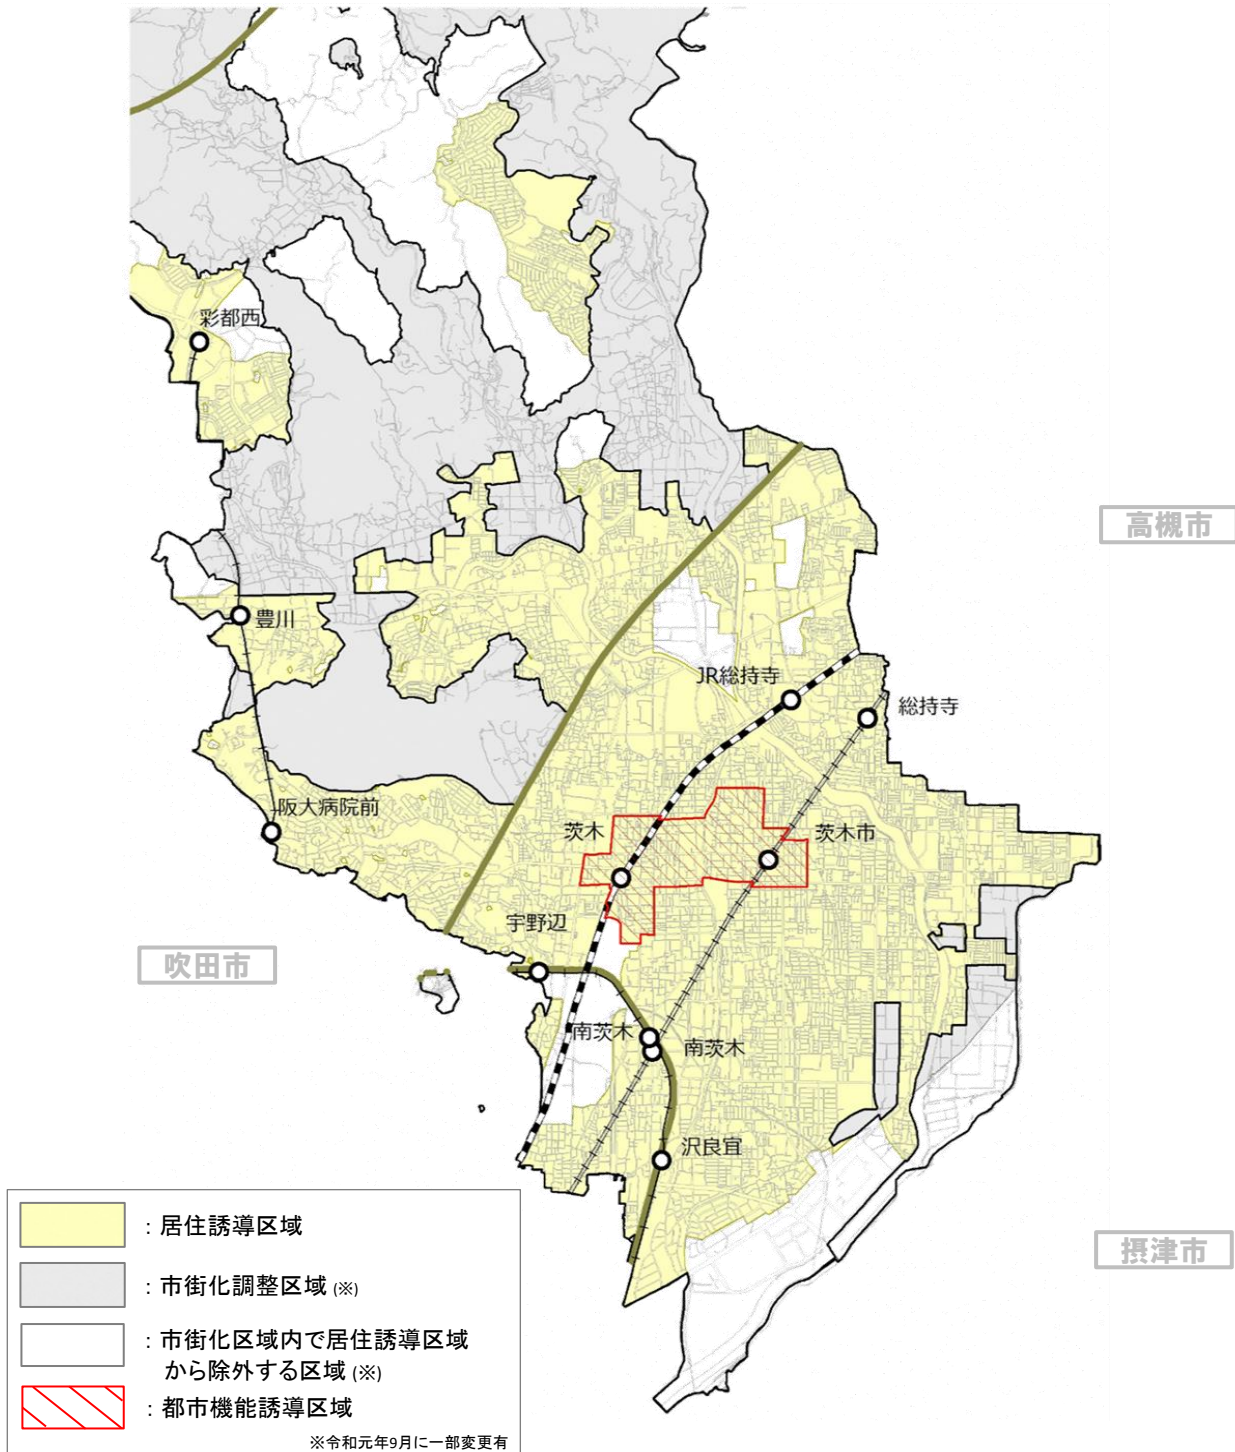 彩都西
高槻市
豊川
JR総持寺
総持寺
阪大病院前
茨木
茨木市
宇野辺
吹田市
南茨木
南茨木
沢良宜
摂津市
：居住誘導区域
：市街化調整区域(※)
：市街化区域内で居住誘導区域
から除外する区域(※)
：都市機能誘導区域
※令和元年9月に一部変更有